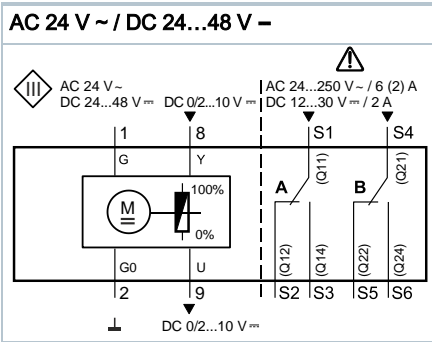 AC 24 V ~ / DC 24...48 V ⎓
III
AC 24 V ~
DC 24...48 V ⎓
DC 0/2...10 V ⎓
AC 24...250 V ~ / 6 (2) A
DC 12...30 V ⎓ / 2 A
1
8
S1
S4
G
Y
(Q11)
(Q21)
100%
A
B
M
0%
(Q12)
(Q14)
(Q22)
(Q24)
G0
U
2
9
S2
S3
S5
S6
DC 0/2...10 V ⎓